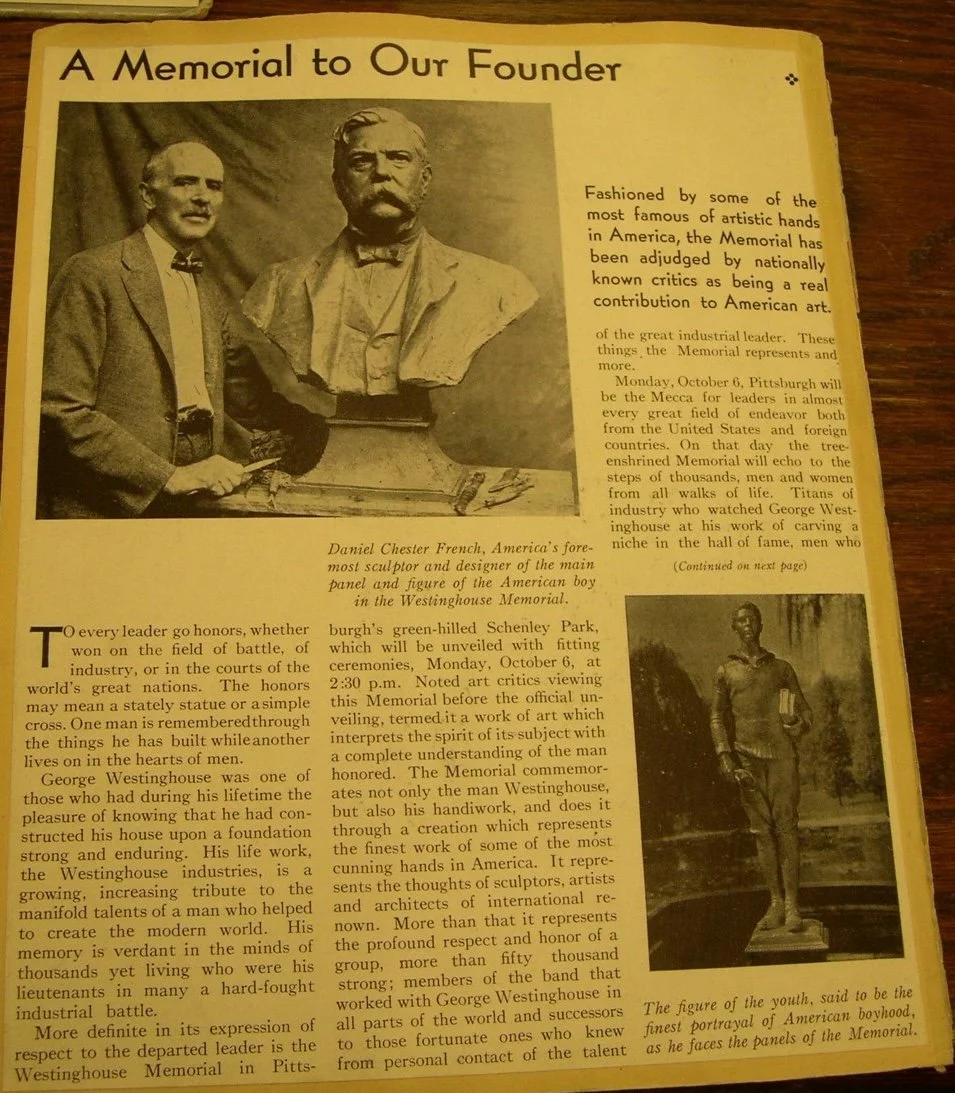 A Memorial to Our Founder
Fashioned by some of the
most famous of artistic hands
in America, the Memorial has
been adjudged by nationally
known critics as being a real
contribution to American art.
Daniel Chester French, America's fore-
most sculptor and designer of the main
panel and figure of the American boy
in the Westinghouse Memorial.
TO every leader go honors, whether
won on the field of battle, of
industry, or in the courts of the
world's great nations. The honors
may mean a stately statue or a simple
cross. One man is remembered through
the things he has built while another
lives on in the hearts of men.
George Westinghouse was one of
those who had during his lifetime the
pleasure of knowing that he had con-
structed his house upon a foundation
strong and enduring. His life work,
the Westinghouse industries, is a
growing, increasing tribute to the
manifold talents of a man who helped
to create the modern world. His
memory is verdant in the minds of
thousands yet living who were his
lieutenants in many a hard-fought
industrial battle.
More definite in its expression of
respect to the departed leader is the
Westinghouse Memorial in Pitts-
burgh's green-hilled Schenley Park,
which will be unveiled with fitting
ceremonies, Monday, October 6, at
2:30 p.m. Noted art critics viewing
this Memorial before the official un-
veiling, termed it a work of art which
interprets the spirit of its subject with
a complete understanding of the man
honored. The Memorial commemor-
ates not only the man Westinghouse,
but also his handiwork, and does it
through a creation which represents
the finest work of some of the most
cunning hands in America. It repre-
sents the thoughts of sculptors, artists
and architects of international re-
nown. More than that it represents
the profound respect and honor of a
group, more than fifty thousand
strong; members of the band that
worked with George Westinghouse in
all parts of the world and successors
to those fortunate ones who knew
from personal contact of the talent
of the great industrial leader. These
things the Memorial represents and
more.
Monday, October 6, Pittsburgh will
be the Mecca for leaders in almost
every great field of endeavor both
from the United States and foreign
countries. On that day the tree-
enshrined Memorial will echo to the
steps of thousands, men and women
from all walks of life. Titans of
industry who watched George West-
inghouse at his work of carving a
niche in the hall of fame, men who
(Continued on next page)
The figure of the youth, said to be the
finest portrayal of American boyhood,
as he faces the panels of the Memorial.